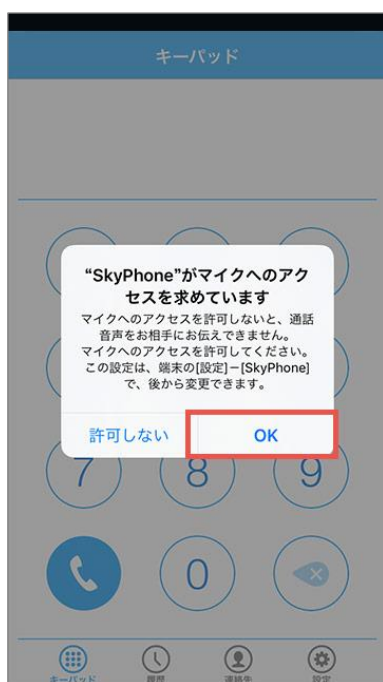 キーパッド
“SkyPhone”がマイクへのアク
セスを求めています
マイクへのアクセスを許可しないと、通話
音声をお相手にお伝えできません。
マイクへのアクセスを許可してください。
この設定は、端末の[設定]ー[SkyPhone]
で、後から変更できます。
許可しない
OK
7
8
9
0
キーパッド
履歴
連絡先
設定